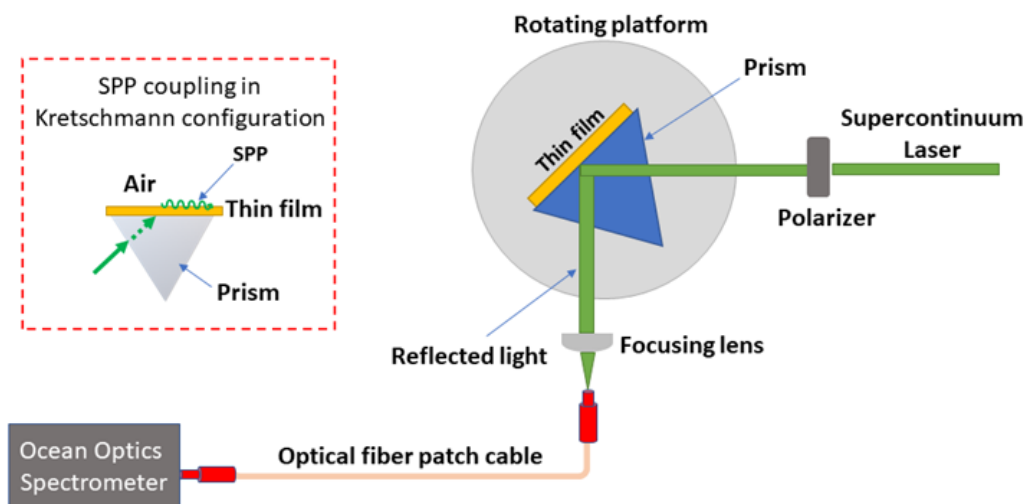 SPP coupling in
Kretschmann configuration
SPP
Air
Thin film
Prism
Rotating platform
Prism
Thin film
Supercontinuum
Laser
Polarizer
Reflected light
Focusing lens
Ocean Optics
Spectrometer
Optical fiber patch cable